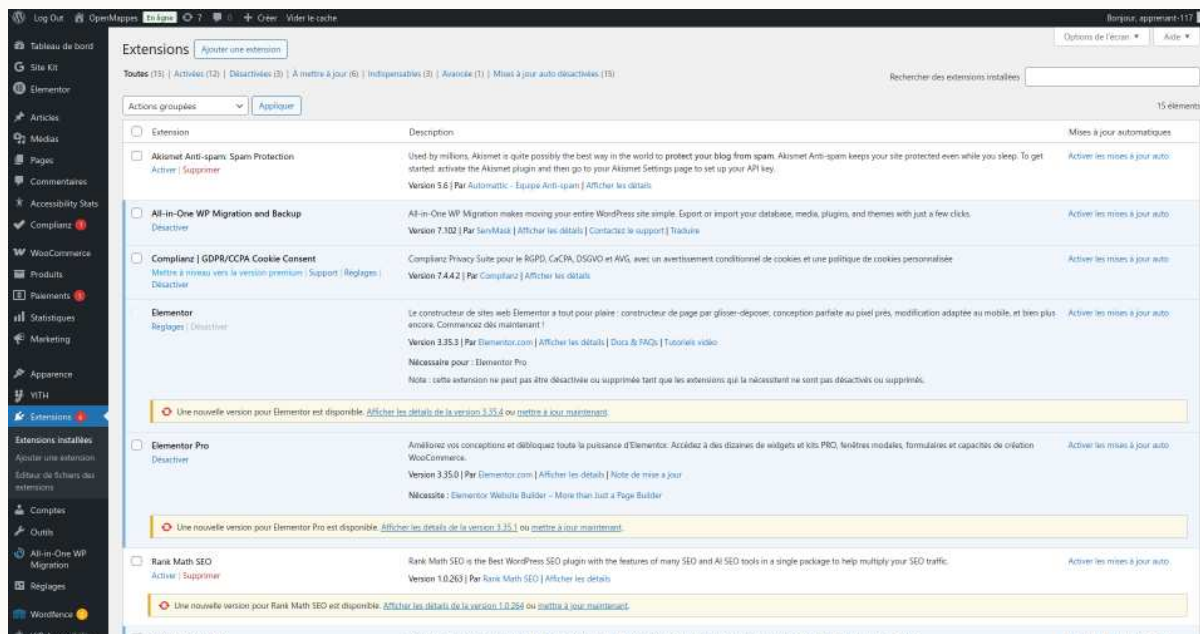 Log Out OpenMappes En ligne 7 0 + Créer Vider le cache Bonjour, apprenant-117
Tableau de bord
Site Kit
Elementor
Articles
Médias
Pages
Commentaires
Accessibility Stats
Complianz 1
WooCommerce
Produits
Paiements 1
Statistiques
Marketing
Apparence
YITH
Extensions 6
Extensions installées
Ajouter une extension
Éditeur de fichiers des
extensions
Comptes
Outils
All-in-One WP
Migration
Réglages
Wordfence
Options de l'écran ▼ Aide ▼
Extensions Ajouter une extension
Toutes (15) | Activées (12) | Désactivées (3) | À mettre à jour (6) | Indispensables (3) | Avancée (1) | Mises à jour auto désactivées (15)
Rechercher des extensions installées
Actions groupées Appliquer 15 éléments
Extension Description Mises à jour automatiques
Akismet Anti-spam: Spam Protection
Activer | Supprimer
Used by millions, Akismet is quite possibly the best way in the world to protect your blog from spam. Akismet Anti-spam keeps your site protected even while you sleep. To get
started: activate the Akismet plugin and then go to your Akismet Settings page to set up your API key.
Version 5.6 | Par Automattic - Equipe Anti-spam | Afficher les détails
Activer les mises à jour auto
All-in-One WP Migration and Backup
Désactiver
All-in-One WP Migration makes moving your entire WordPress site simple. Export or import your database, media, plugins, and themes with just a few clicks.
Version 7.102 | Par ServMask | Afficher les détails | Contactez le support | Traduire
Activer les mises à jour auto
Complianz | GDPR/CCPA Cookie Consent
Mettre à niveau vers la version premium | Support | Réglages |
Désactiver
Complianz Privacy Suite pour le RGPD, CaCPA, DSGVO et AVG, avec un avertissement conditionnel de cookies et une politique de cookies personnalisée
Version 7.4.4.2 | Par Complianz | Afficher les détails
Activer les mises à jour auto
Elementor
Réglages | Désactiver
Le constructeur de sites web Elementor a tout pour plaire : constructeur de page par glisser-déposer, conception parfaite au pixel près, modification adaptée au mobile, et bien plus
encore. Commencez dès maintenant !
Version 3.35.3 | Par Elementor.com | Afficher les détails | Docs & FAQs | Tutoriels vidéo
Nécessaire pour : Elementor Pro
Note : cette extension ne peut pas être désactivée ou supprimée tant que les extensions qui la nécessitent ne sont pas désactivés ou supprimés.
Activer les mises à jour auto
Une nouvelle version pour Elementor est disponible. Afficher les détails de la version 3.35.4 ou mettre à jour maintenant.
Elementor Pro
Désactiver
Améliorez vos conceptions et débloquez toute la puissance d'Elementor. Accédez à des dizaines de widgets et kits PRO, fenêtres modales, formulaires et capacités de création
WooCommerce.
Version 3.35.0 | Par Elementor.com | Afficher les détails | Note de mise a jour
Nécessite : Elementor Website Builder – More than Just a Page Builder
Activer les mises à jour auto
Une nouvelle version pour Elementor Pro est disponible. Afficher les détails de la version 3.35.1 ou mettre à jour maintenant.
Rank Math SEO
Activer | Supprimer
Rank Math SEO is the Best WordPress SEO plugin with the features of many SEO and AI SEO tools in a single package to help multiply your SEO traffic.
Version 1.0.263 | Par Rank Math SEO | Afficher les détails
Activer les mises à jour auto
Une nouvelle version pour Rank Math SEO est disponible. Afficher les détails de la version 1.0.264 ou mettre à jour maintenant.